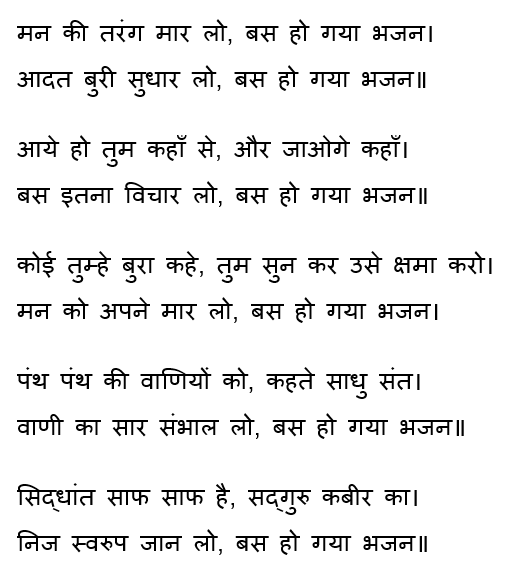 मन की तरंग मार लो, बस हो गया भजन।
आदत बुरी सुधार लो, बस हो गया भजन॥
आये हो तुम कहाँ से, और जाओगे कहाँ।
बस इतना विचार लो, बस हो गया भजन॥
कोई तुम्हे बुरा कहे, तुम सुन कर उसे क्षमा करो।
मन को अपने मार लो, बस हो गया भजन।
पंथ पंथ की वाणियों को, कहते साधु संत।
वाणी का सार संभाल लो, बस हो गया भजन॥
सिद्धांत साफ साफ है, सद्गुरु कबीर का।
निज स्वरुप जान लो, बस हो गया भजन॥